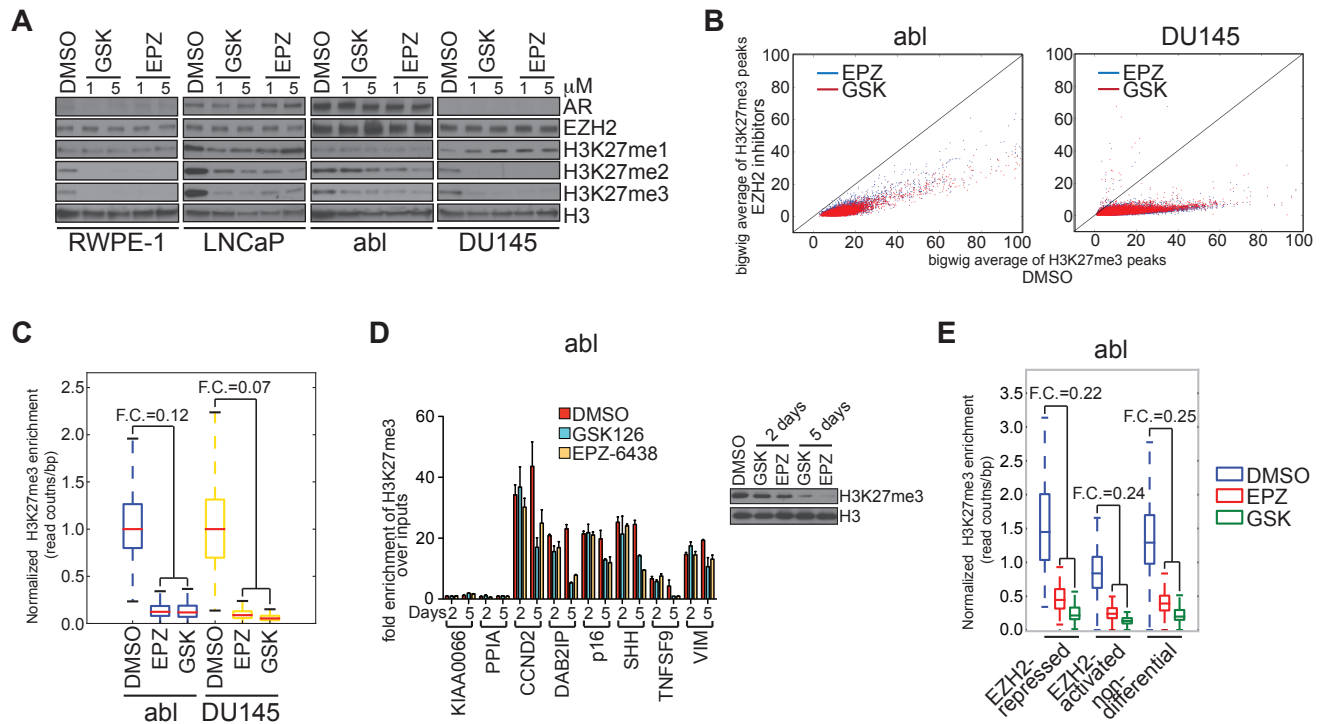 A
DMSO
GSK
EPZ
DMSO
GSK
EPZ
DMSO
GSK
EPZ
DMSO
GSK
EPZ
1 5 1 5 1 5 1 5 1 5 1 5 1 5 1 5 μM
AR
EZH2
H3K27me1
H3K27me2
H3K27me3
H3
RWPE-1 LNCaP abl DU145
B
abl DU145
EPZ
GSK
EPZ
GSK
bigwig average of H3K27me3 peaks
EZH2 inhibitors
100
80
60
40
20
0
100
80
60
40
20
0
0 20 40 60 80 100 0 20 40 60 80 100
bigwig average of H3K27me3 peaks
DMSO
C
Normalized H3K27me3 enrichment
(read coutns/bp)
2.5
2.0
1.5
1.0
0.5
0.0
F.C.=0.12
F.C.=0.07
DMSO
EPZ
GSK
DMSO
EPZ
GSK
abl DU145
D
abl
fold enrichment of H3K27me3
over inputs
60
40
20
0
DMSO
GSK126
EPZ-6438
Days 2 5 2 5 2 5 2 5 2 5 2 5 2 5 2 5
KIAA0066
PPIA
CCND2
DAB2IP
p16
SHH
TNFSF9
VIM
2 days
5 days
DMSO
GSK
EPZ
GSK
EPZ
H3K27me3
H3
E
abl
Normalized H3K27me3 enrichment
(read coutns/bp)
3.5
3.0
2.5
2.0
1.5
1.0
0.5
0.0
F.C.=0.22
F.C.=0.24
F.C.=0.25
EZH2-
repressed
EZH2-
activated
non-
differential
DMSO
EPZ
GSK